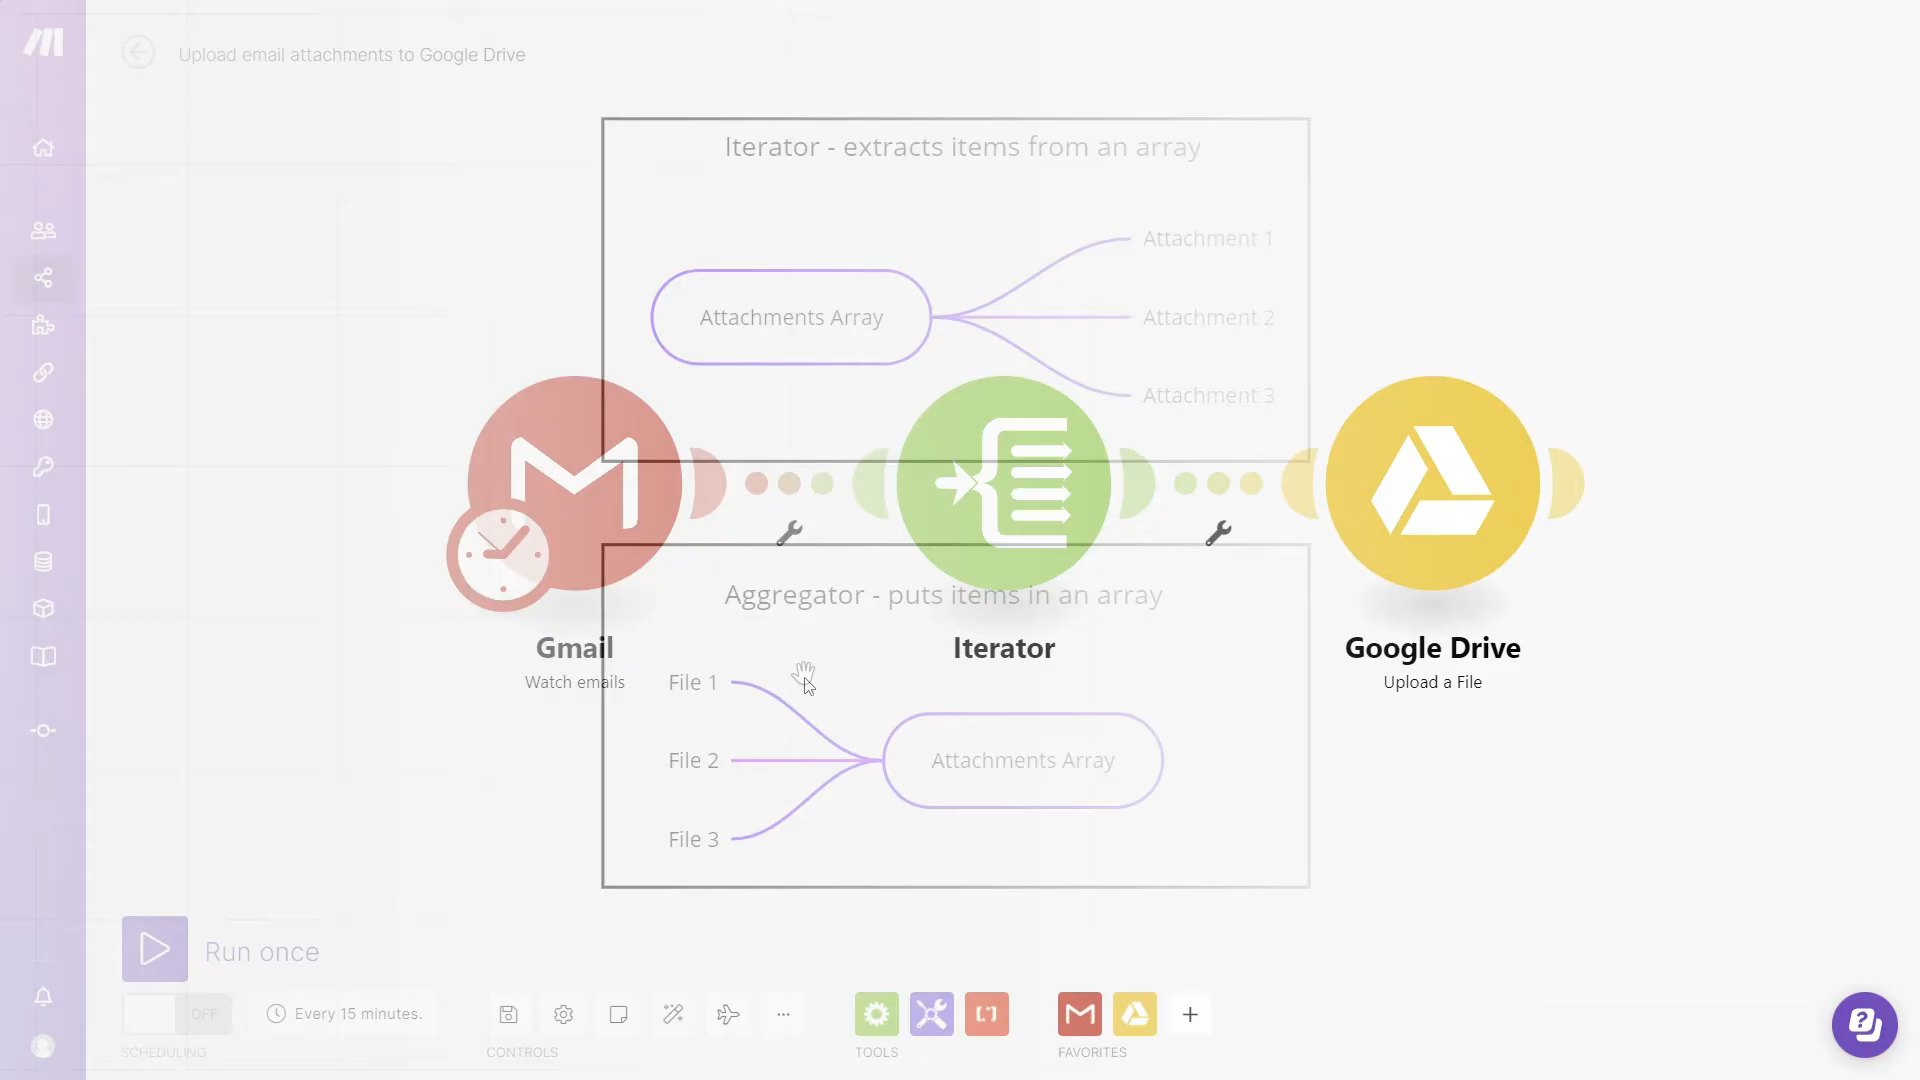 Upload email attachments to Google Drive
Iterator - extracts items from an array
Attachment 1
Attachments Array
Attachment 2
Attachment 3
Aggregator - puts items in an array
Gmail
Watch emails
Iterator
Google Drive
Upload a File
File 1
File 2
Attachments Array
File 3
Run once
OFF
Every 15 minutes.
SCHEDULING
CONTROLS
TOOLS
FAVORITES